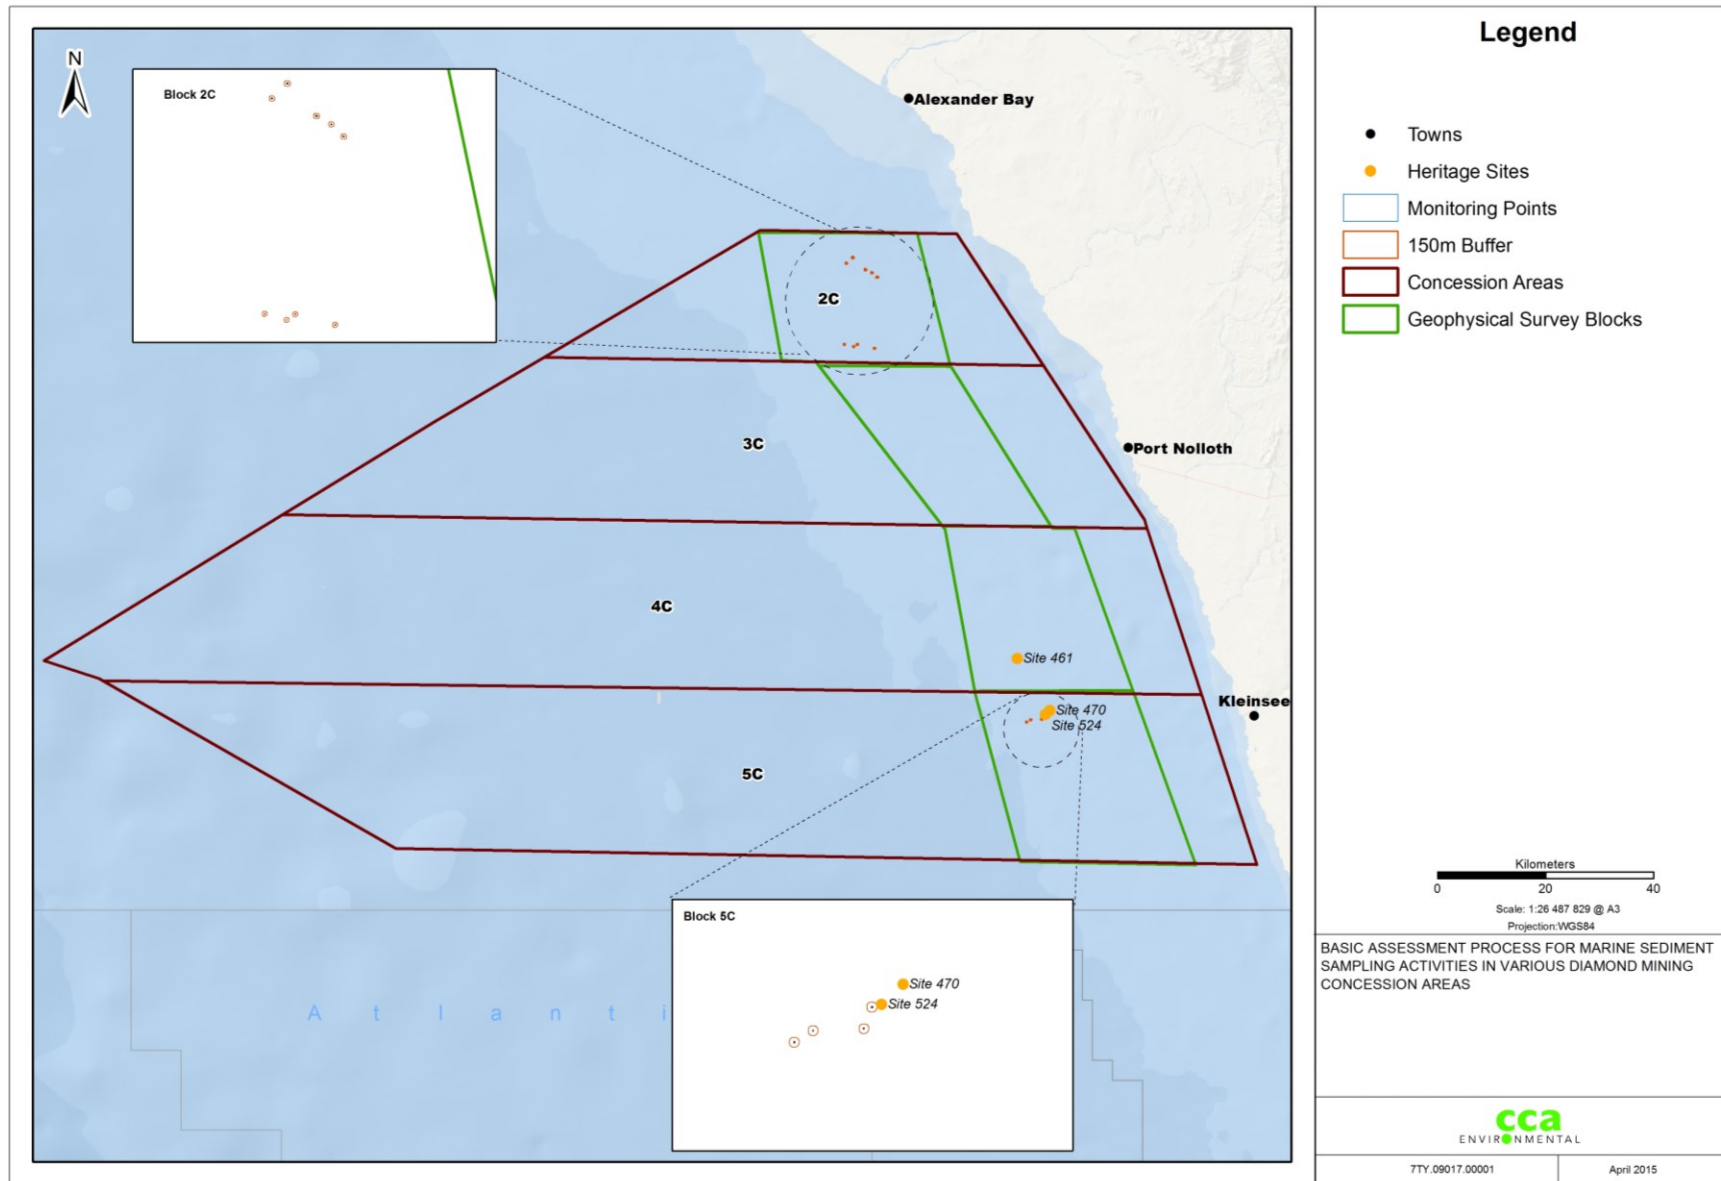 N
Block 2C
Alexander Bay
2C
3C
Port Nolloth
4C
Site 461
Kleinsee
Site 470
Site 524
5C
Block 5C
Site 470
Site 524
A t l a n t i
Legend
Towns
Heritage Sites
Monitoring Points
150m Buffer
Concession Areas
Geophysical Survey Blocks
Kilometers
0 20 40
Scale: 1:26 487 829 @ A3
Projection:WGS84
BASIC ASSESSMENT PROCESS FOR MARINE SEDIMENT
SAMPLING ACTIVITIES IN VARIOUS DIAMOND MINING
CONCESSION AREAS
cca
ENVIRONMENTAL
7TY.09017.00001
April 2015